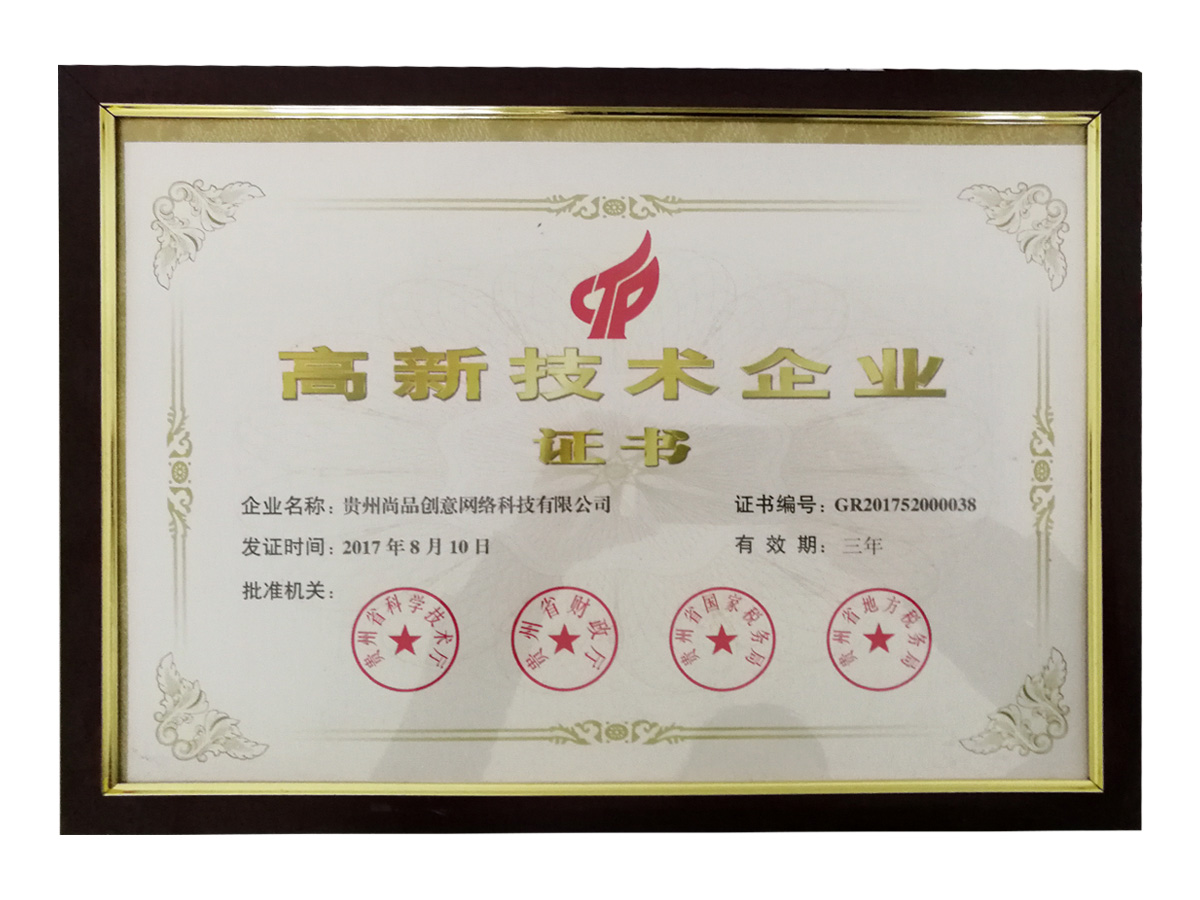 CTP
高新技术企业
证书
企业名称：贵州尚品创意网络科技有限公司
证书编号：GR201752000038
发证时间：2017年8月10日
有效期：三年
批准机关：
贵州省科学技术厅
贵州省财政厅
贵州省国家税务局
贵州省地方税务局